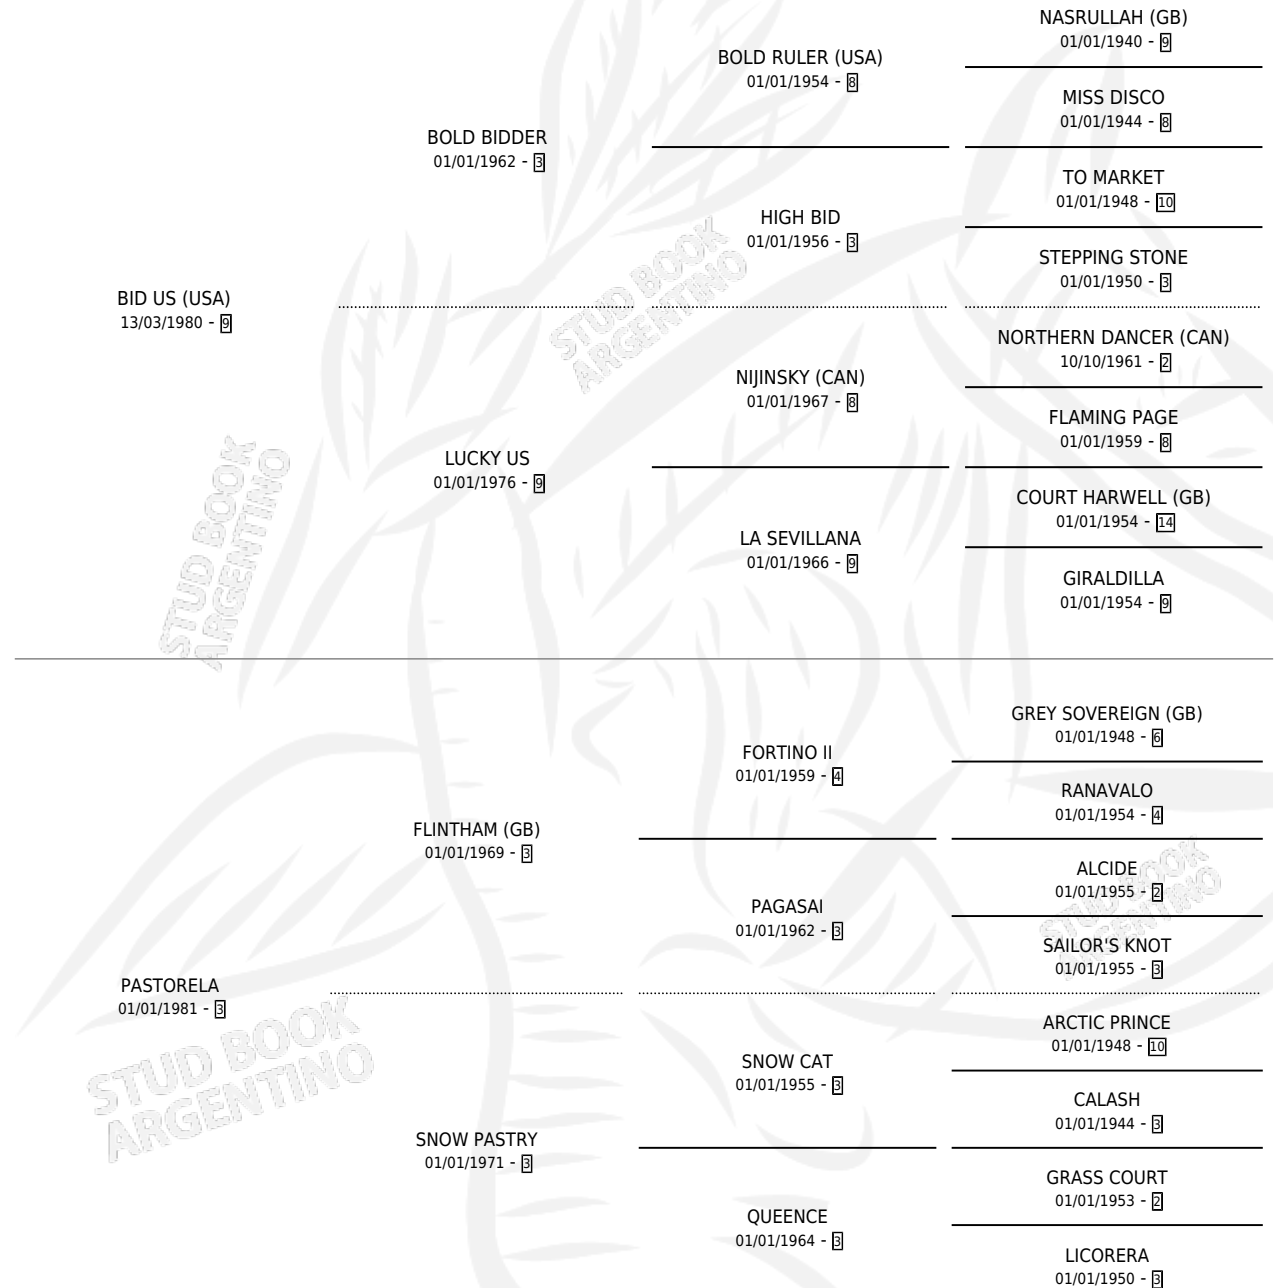 NASRULLAH (GB)
01/01/1940 - 9
BOLD RULER (USA)
01/01/1954 - 8
MISS DISCO
01/01/1944 - 8
BOLD BIDDER
01/01/1962 - 3
TO MARKET
01/01/1948 - 10
HIGH BID
01/01/1956 - 3
STEPPING STONE
01/01/1950 - 3
BID US (USA)
13/03/1980 - 9
NORTHERN DANCER (CAN)
10/10/1961 - 2
NIJINSKY (CAN)
01/01/1967 - 8
FLAMING PAGE
01/01/1959 - 8
LUCKY US
01/01/1976 - 9
COURT HARWELL (GB)
01/01/1954 - 14
LA SEVILLANA
01/01/1966 - 9
GIRALDILLA
01/01/1954 - 9
STUD BOOK
ARGENTINO
STUD BOOK
ARGENTINO
GREY SOVEREIGN (GB)
01/01/1948 - 6
FORTINO II
01/01/1959 - 4
RANAVALO
01/01/1954 - 4
FLINTHAM (GB)
01/01/1969 - 3
ALCIDE
01/01/1955 - 2
PAGASAI
01/01/1962 - 3
SAILOR'S KNOT
01/01/1955 - 3
PASTORELA
01/01/1981 - 3
ARCTIC PRINCE
01/01/1948 - 10
SNOW CAT
01/01/1955 - 3
CALASH
01/01/1944 - 3
SNOW PASTRY
01/01/1971 - 3
GRASS COURT
01/01/1953 - 2
QUEENCE
01/01/1964 - 3
LICORERA
01/01/1950 - 3
STUD BOOK
ARGENTINO
STUD BOOK
ARGENTINO